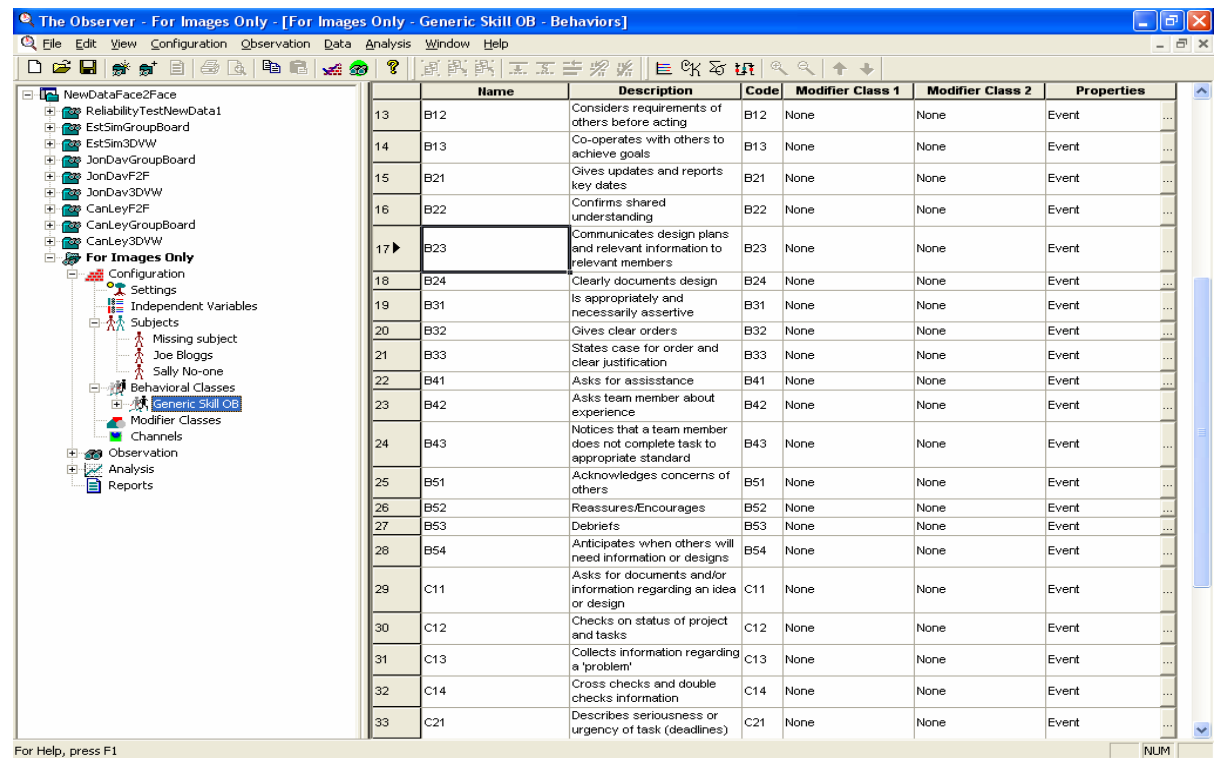 The Observer - For Images Only - [For Images Only - Generic Skill OB - Behaviors]
File Edit View Configuration Observation Data Analysis Window Help
NewDataFace2Face
ReliabilityTestNewData1
EstSimGroupBoard
EstSim3DVW
JonDavGroupBoard
JonDavF2F
JonDav3DVW
CanLeyF2F
CanLeyGroupBoard
CanLey3DVW
For Images Only
Configuration
Settings
Independent Variables
Subjects
Missing subject
Joe Bloggs
Sally No-one
Behavioral Classes
Generic Skill OB
Modifier Classes
Channels
Observation
Analysis
Reports
Name Description Code Modifier Class 1 Modifier Class 2 Properties
13 B12 Considers requirements of
others before acting B12 None None Event ...
14 B13 Co-operates with others to
achieve goals B13 None None Event ...
15 B21 Gives updates and reports
key dates B21 None None Event ...
16 B22 Confirms shared
understanding B22 None None Event ...
17 B23 Communicates design plans
and relevant information to
relevant members B23 None None Event ...
18 B24 Clearly documents design B24 None None Event ...
19 B31 Is appropriately and
necessarily assertive B31 None None Event ...
20 B32 Gives clear orders B32 None None Event ...
21 B33 States case for order and
clear justification B33 None None Event ...
22 B41 Asks for assisstance B41 None None Event ...
23 B42 Asks team member about
experience B42 None None Event ...
24 B43 Notices that a team member
does not complete task to
appropriate standard B43 None None Event ...
25 B51 Acknowledges concerns of
others B51 None None Event ...
26 B52 Reassures/Encourages B52 None None Event ...
27 B53 Debriefs B53 None None Event ...
28 B54 Anticipates when others will
need information or designs B54 None None Event ...
29 C11 Asks for documents and/or
information regarding an idea
or design C11 None None Event ...
30 C12 Checks on status of project
and tasks C12 None None Event ...
31 C13 Collects information regarding
a 'problem' C13 None None Event ...
32 C14 Cross checks and double
checks information C14 None None Event ...
33 C21 Describes seriousness or
urgency of task (deadlines) C21 None None Event ...
For Help, press F1
NUM